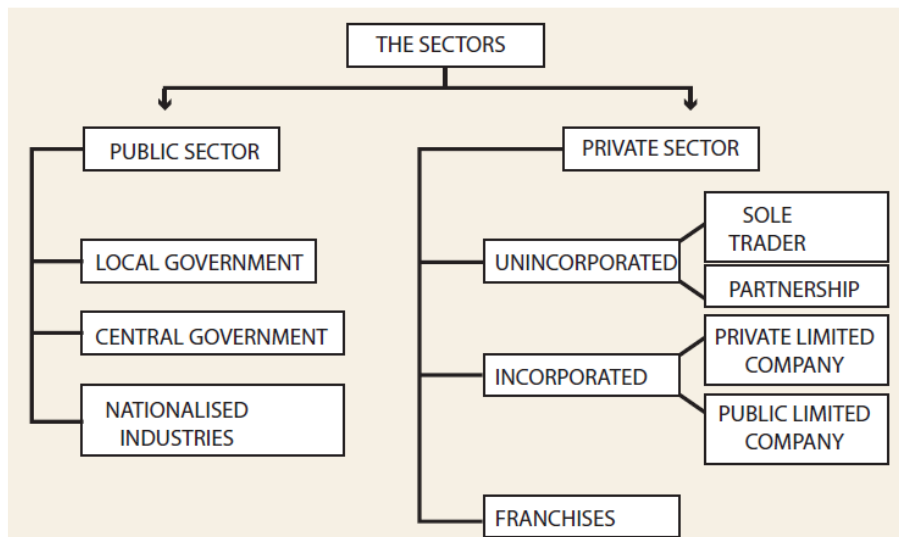 THE SECTORS
PUBLIC SECTOR
LOCAL GOVERNMENT
CENTRAL GOVERNMENT
NATIONALISED
INDUSTRIES
PRIVATE SECTOR
UNINCORPORATED
SOLE
TRADER
PARTNERSHIP
INCORPORATED
PRIVATE LIMITED
COMPANY
PUBLIC LIMITED
COMPANY
FRANCHISES